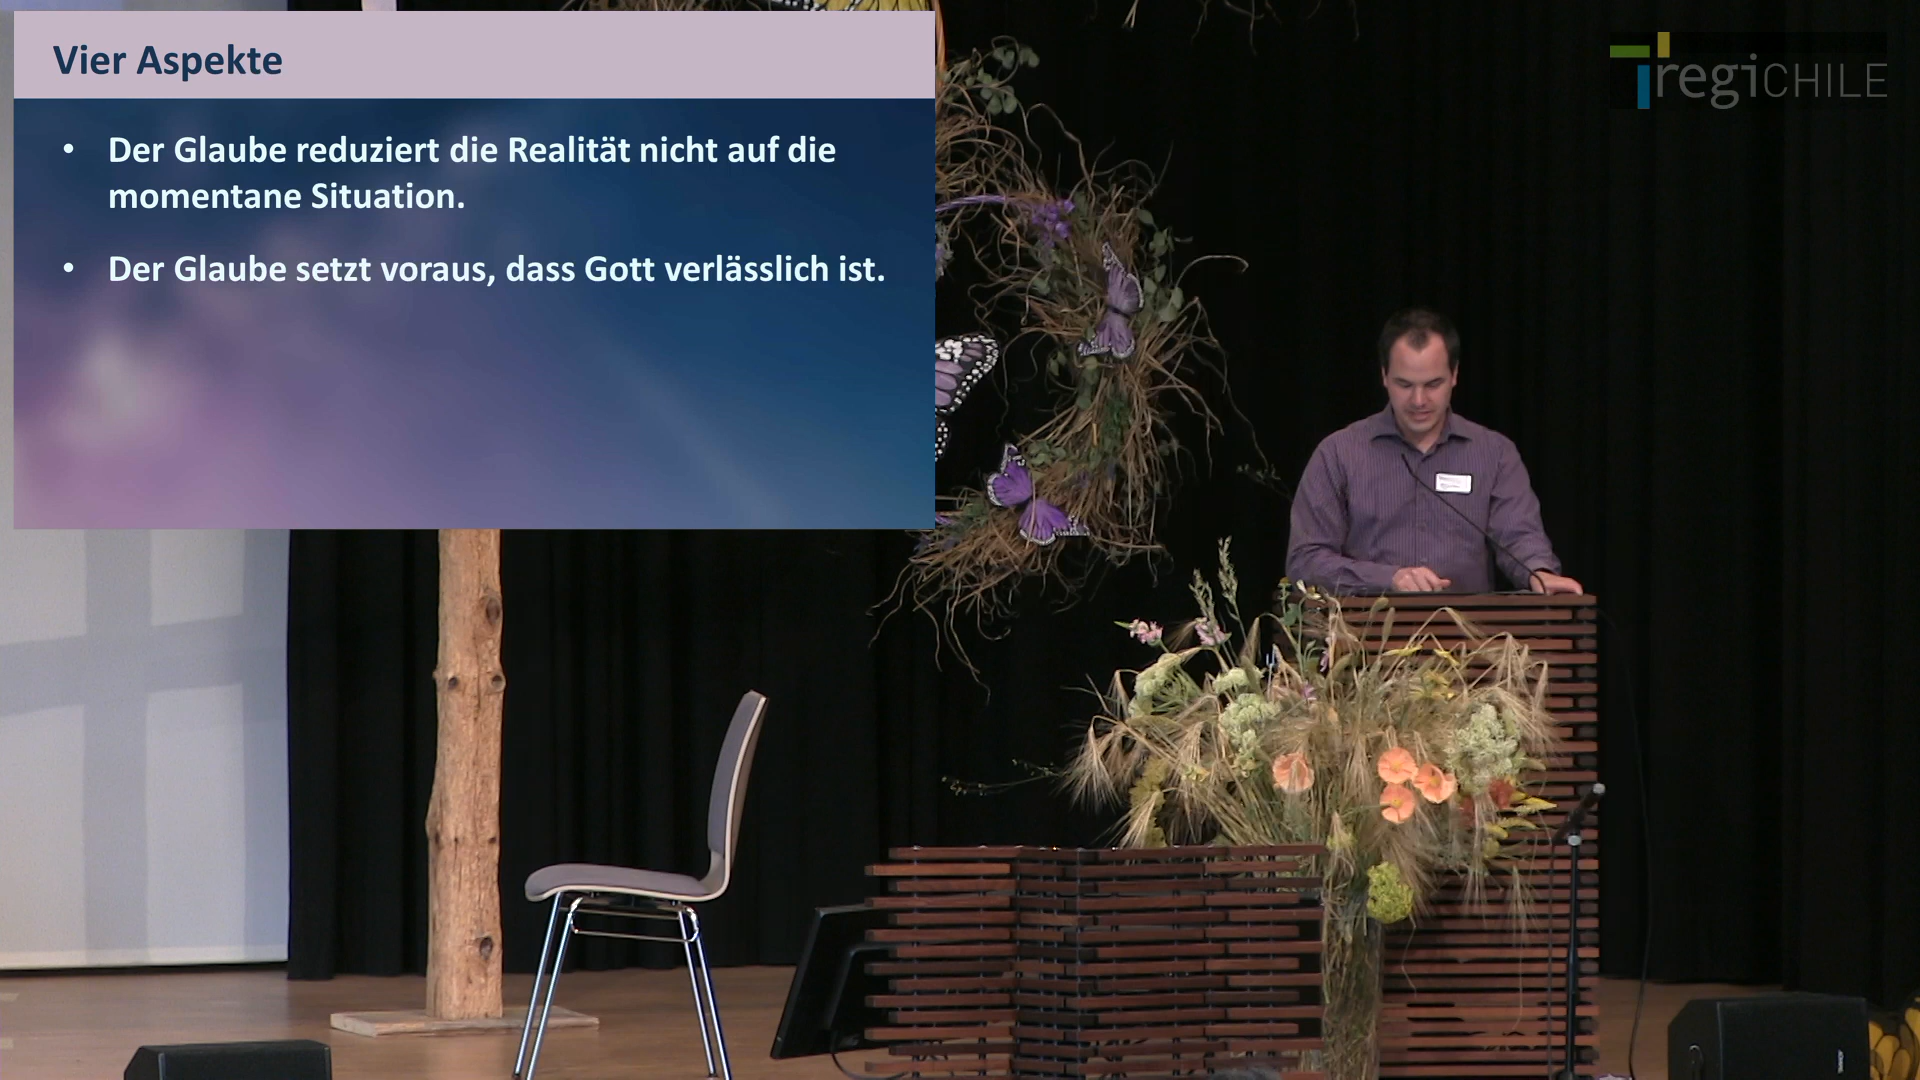 Vier Aspekte
regiCHILE
• Der Glaube reduziert die Realität nicht auf die
momentane Situation.
• Der Glaube setzt voraus, dass Gott verlässlich ist.